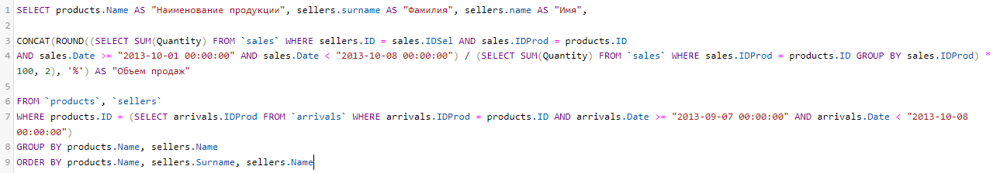 1 SELECT products.Name AS "Наименование продукции", sellers.surname AS "Фамилия", sellers.name AS "Имя",
2
3 CONCAT(ROUND((SELECT SUM(Quantity) FROM `sales` WHERE sellers.ID = sales.IDSel AND sales.IDProd = products.ID
4 AND sales.Date >= "2013-10-01 00:00:00" AND sales.Date < "2013-10-08 00:00:00") / (SELECT SUM(Quantity) FROM `sales` WHERE sales.IDProd = products.ID GROUP BY sales.IDProd) *
100, 2), '%') AS "Объем продаж"
5
6 FROM `products`, `sellers`
7 WHERE products.ID = (SELECT arrivals.IDProd FROM `arrivals` WHERE arrivals.IDProd = products.ID AND arrivals.Date >= "2013-09-07 00:00:00" AND arrivals.Date < "2013-10-08
00:00:00")
8 GROUP BY products.Name, sellers.Name
9 ORDER BY products.Name, sellers.Surname, sellers.Name